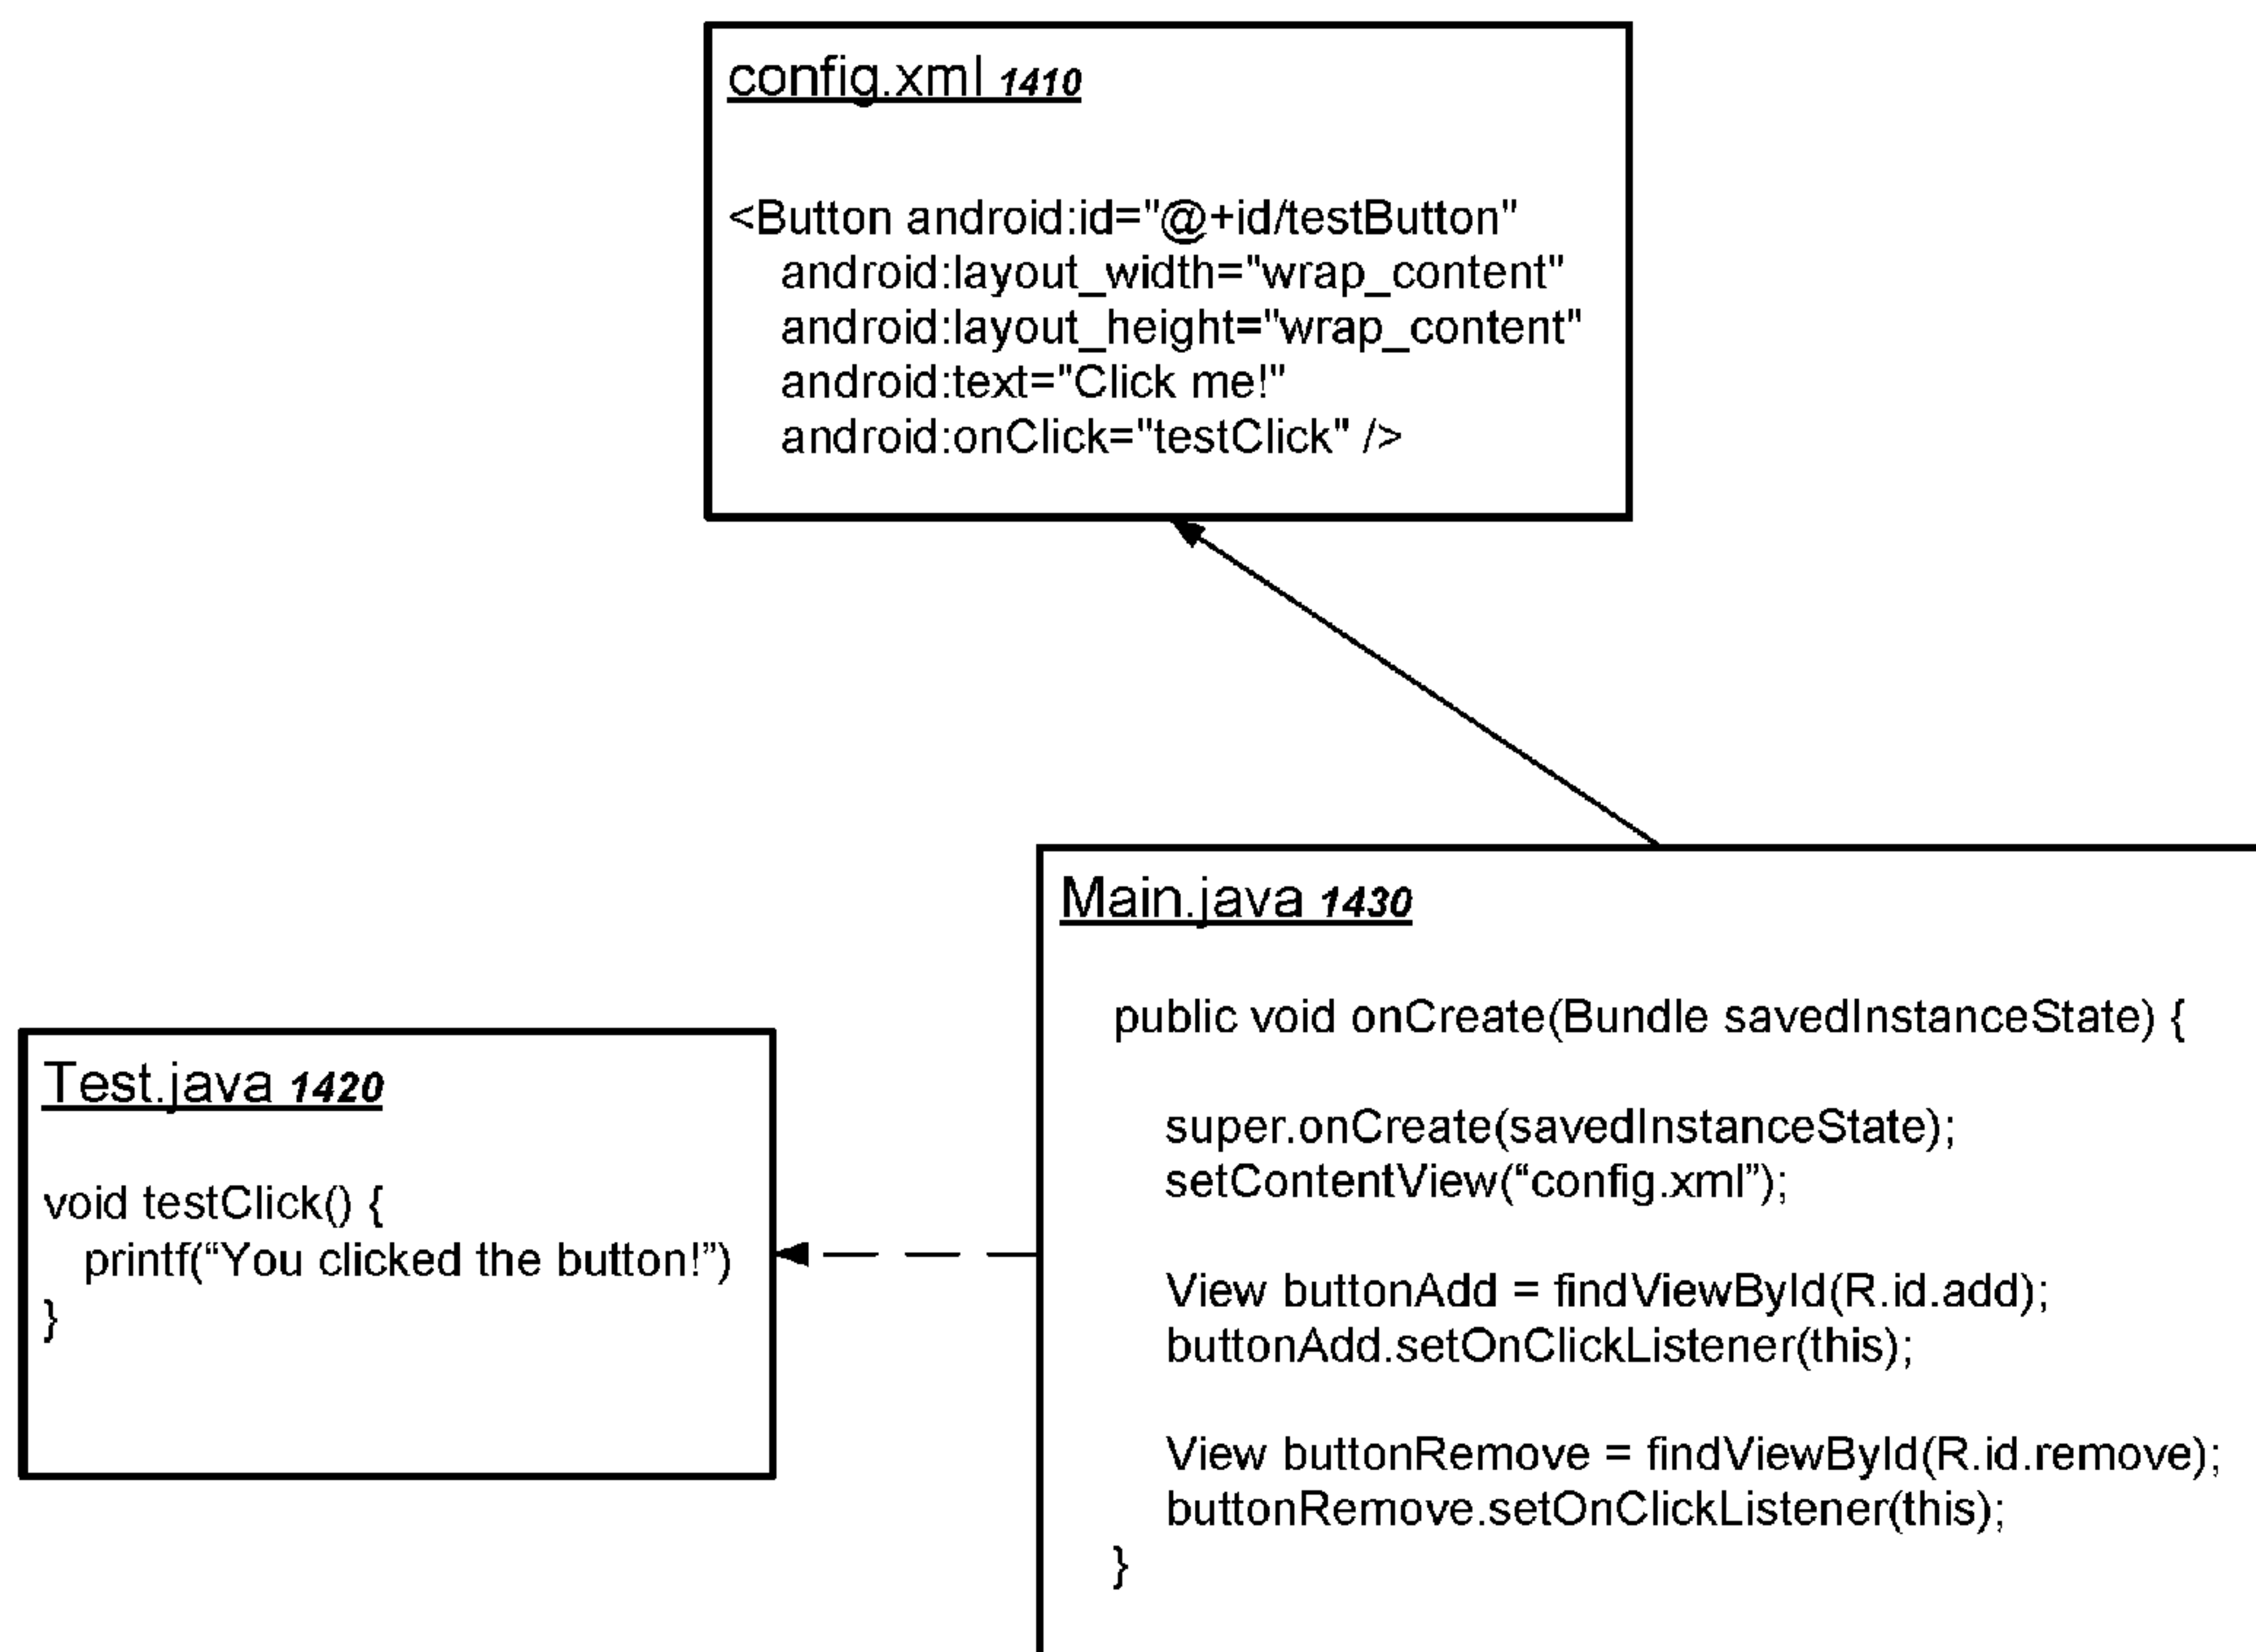 config.xml 1410
<Button android:id="@+id/testButton"
android:layout_width="wrap_content"
android:layout_height="wrap_content"
android:text="Click me!"
android:onClick="testClick" />
Main.java 1430
public void onCreate(Bundle savedInstanceState) {
super.onCreate(savedInstanceState);
setContentView(“config.xml”);
View buttonAdd = findViewById(R.id.add);
buttonAdd.setOnClickListener(this);
View buttonRemove = findViewById(R.id.remove);
buttonRemove.setOnClickListener(this);
}
Test.java 1420
void testClick() {
printf(“You clicked the button!”)
}